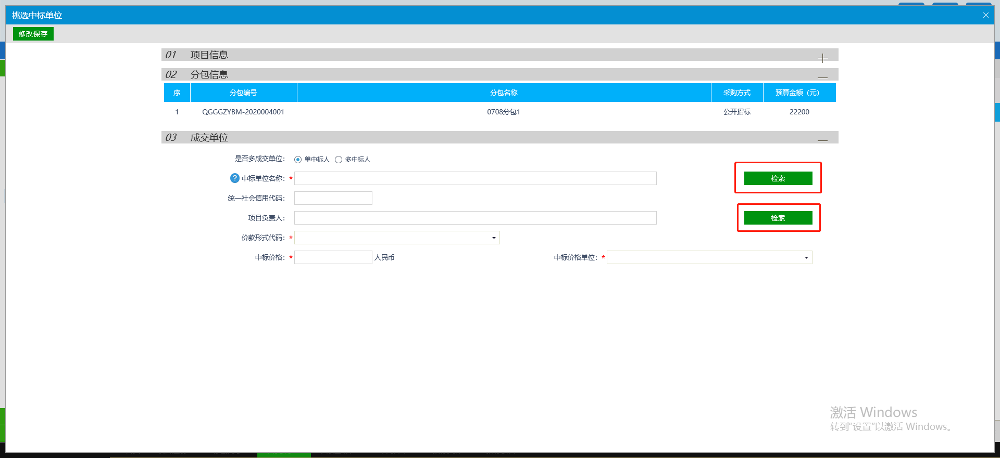 挑选中标单位
修改保存
01 项目信息
02 分包信息
序 分包编号 分包名称 采购方式 预算金额（元）
1 QGGGZYBM-2020004001 0708分包1 公开招标 22200
03 成交单位
是否多成交单位： 单中标人 多中标人
? 中标单位名称：* 检索
统一社会信用代码：
项目负责人： 检索
价款形式代码：*
中标价格：* 人民币 中标价格单位：*
激活 Windows
转到"设置"以激活 Windows。